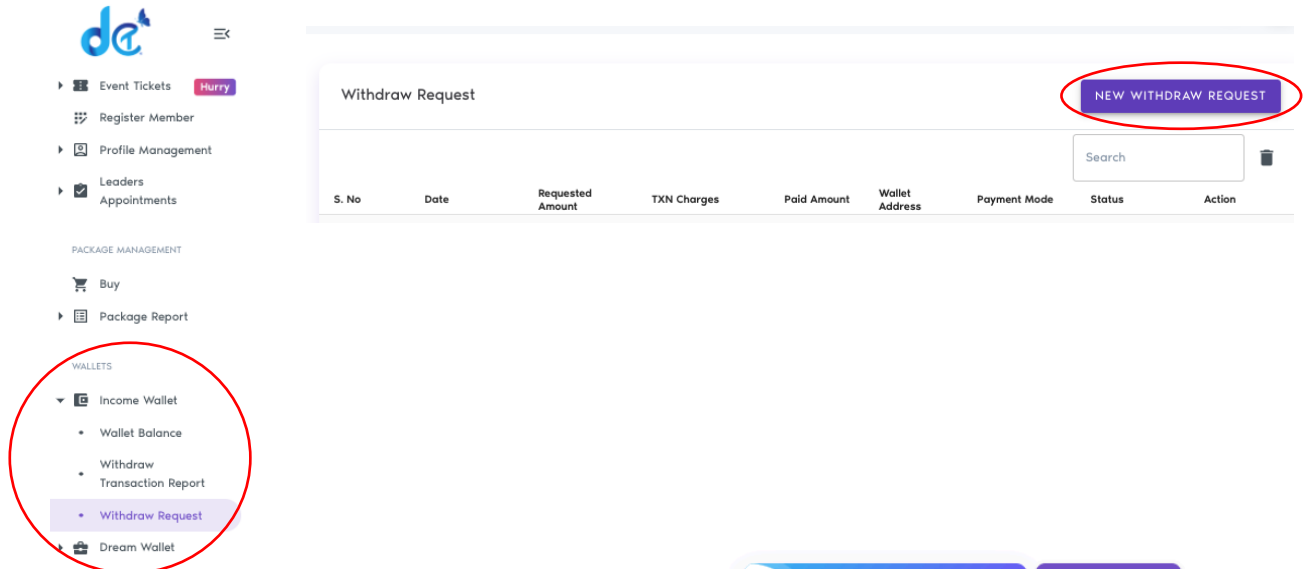 Event Tickets Hurry
Register Member
Profile Management
Leaders
Appointments
PACKAGE MANAGEMENT
Buy
Package Report
WALLETS
Income Wallet
Wallet Balance
Withdraw
Transaction Report
Withdraw Request
Dream Wallet
Withdraw Request
NEW WITHDRAW REQUEST
Search
S. No Date Requested Amount TXN Charges Paid Amount Wallet Address Payment Mode Status Action